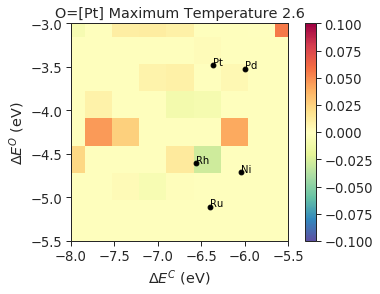 O=[Pt] Maximum Temperature 2.6
−3.0
−3.5
−4.0
−4.5
−5.0
−5.5
ΔE^O (eV)
Pt
Pd
Rh
Ni
Ru
−8.0 −7.5 −7.0 −6.5 −6.0 −5.5
ΔE^C (eV)
0.100
0.075
0.050
0.025
0.000
−0.025
−0.050
−0.075
−0.100